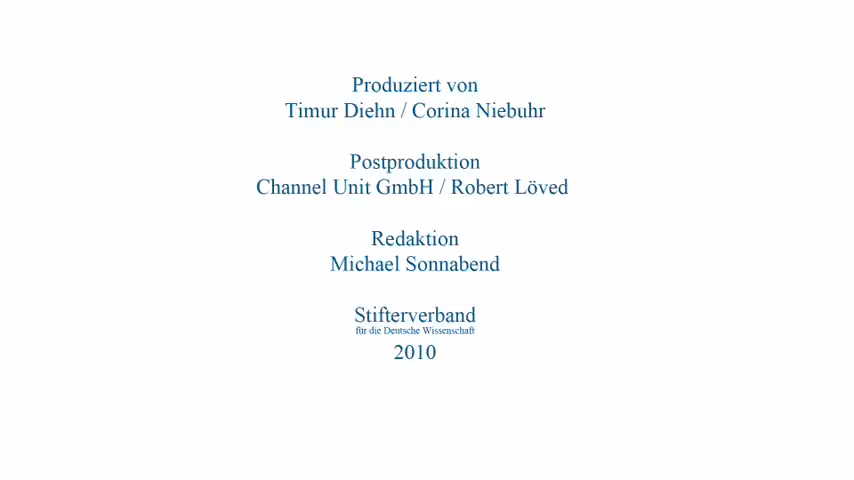 Produziert von
Timur Diehn / Corina Niebuhr
Postproduktion
Channel Unit GmbH / Robert Löved
Redaktion
Michael Sonnabend
Stifterverband
für die Deutsche Wissenschaft
2010